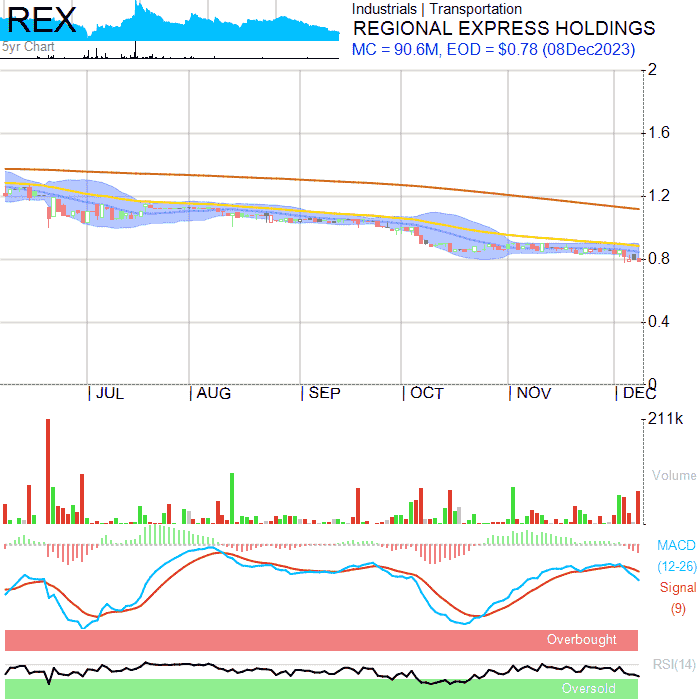 REX
5yr Chart
Industrials | Transportation
REGIONAL EXPRESS HOLDINGS
MC = 90.6M, EOD = $0.78 (08Dec2023)
2
1.6
1.2
0.8
0.4
0
JUL AUG SEP OCT NOV DEC
211k
Volume
MACD
(12-26)
Signal
(9)
Overbought
RSI(14)
Oversold